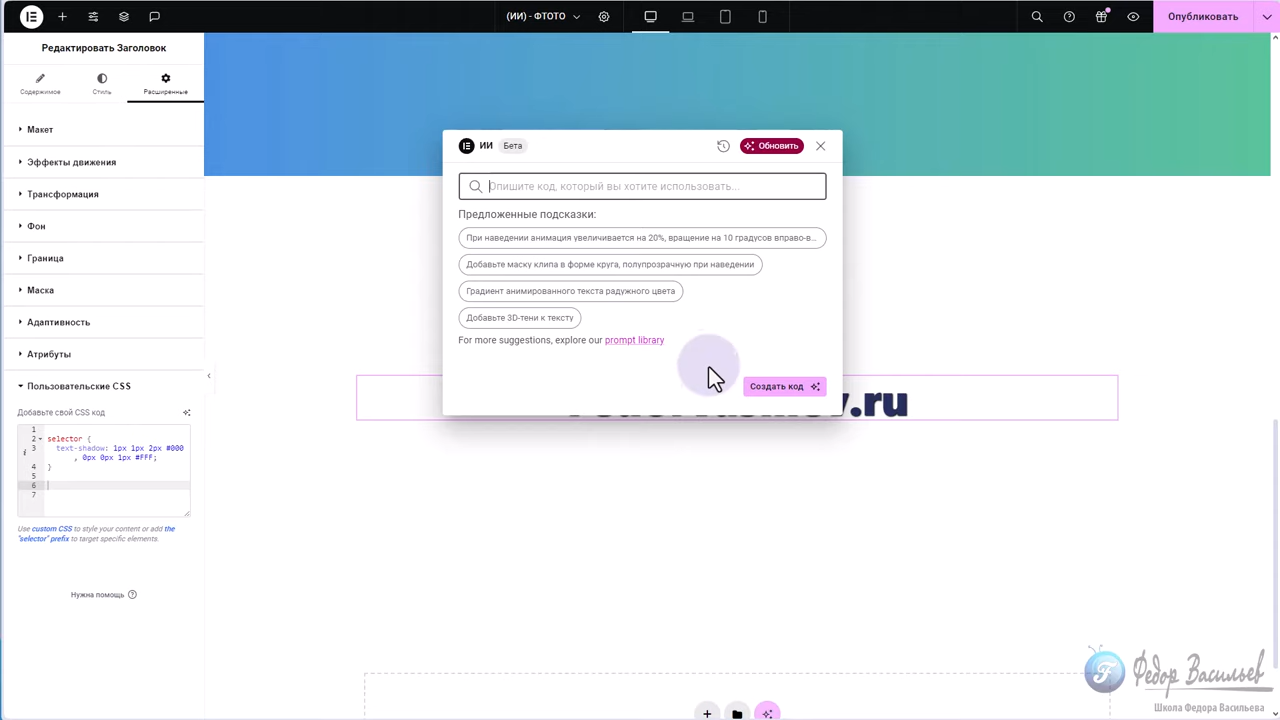 (ИИ) - ФТОТО
Опубликовать
Редактировать Заголовок
Содержимое
Стиль
Расширенные
Макет
Эффекты движения
Трансформация
Фон
Граница
Маска
Адаптивность
Атрибуты
Пользовательские CSS
Добавьте свой CSS код
1
2 selector {
3 text-shadow: 1px 1px 2px #000
, 0px 0px 1px #FFF;
4 }
5
6
7
Use custom CSS to style your content or add the
"selector" prefix to target specific elements.
Нужна помощь
ИИ Бета
Обновить
Опишите код, который вы хотите использовать...
Предложенные подсказки:
При наведении анимация увеличивается на 20%, вращение на 10 градусов вправо-в...
Добавьте маску клипа в форме круга, полупрозрачную при наведении
Градиент анимированного текста радужного цвета
Добавьте 3D-тени к тексту
For more suggestions, explore our prompt library
Создать код
.ru
Федор Васильев
Школа Федора Васильева